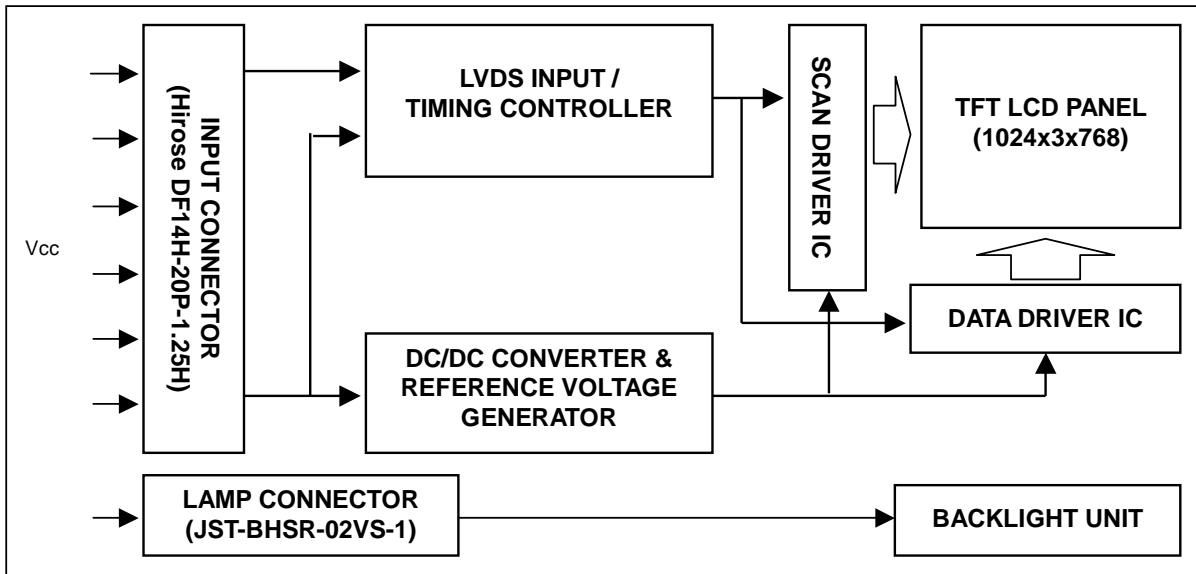 Vcc
INPUT CONNECTOR
(Hirose DF14H-20P-1.25H)
LVDS INPUT /
TIMING CONTROLLER
SCAN DRIVER IC
TFT LCD PANEL
(1024x3x768)
DATA DRIVER IC
DC/DC CONVERTER &
REFERENCE VOLTAGE
GENERATOR
LAMP CONNECTOR
(JST-BHSR-02VS-1)
BACKLIGHT UNIT